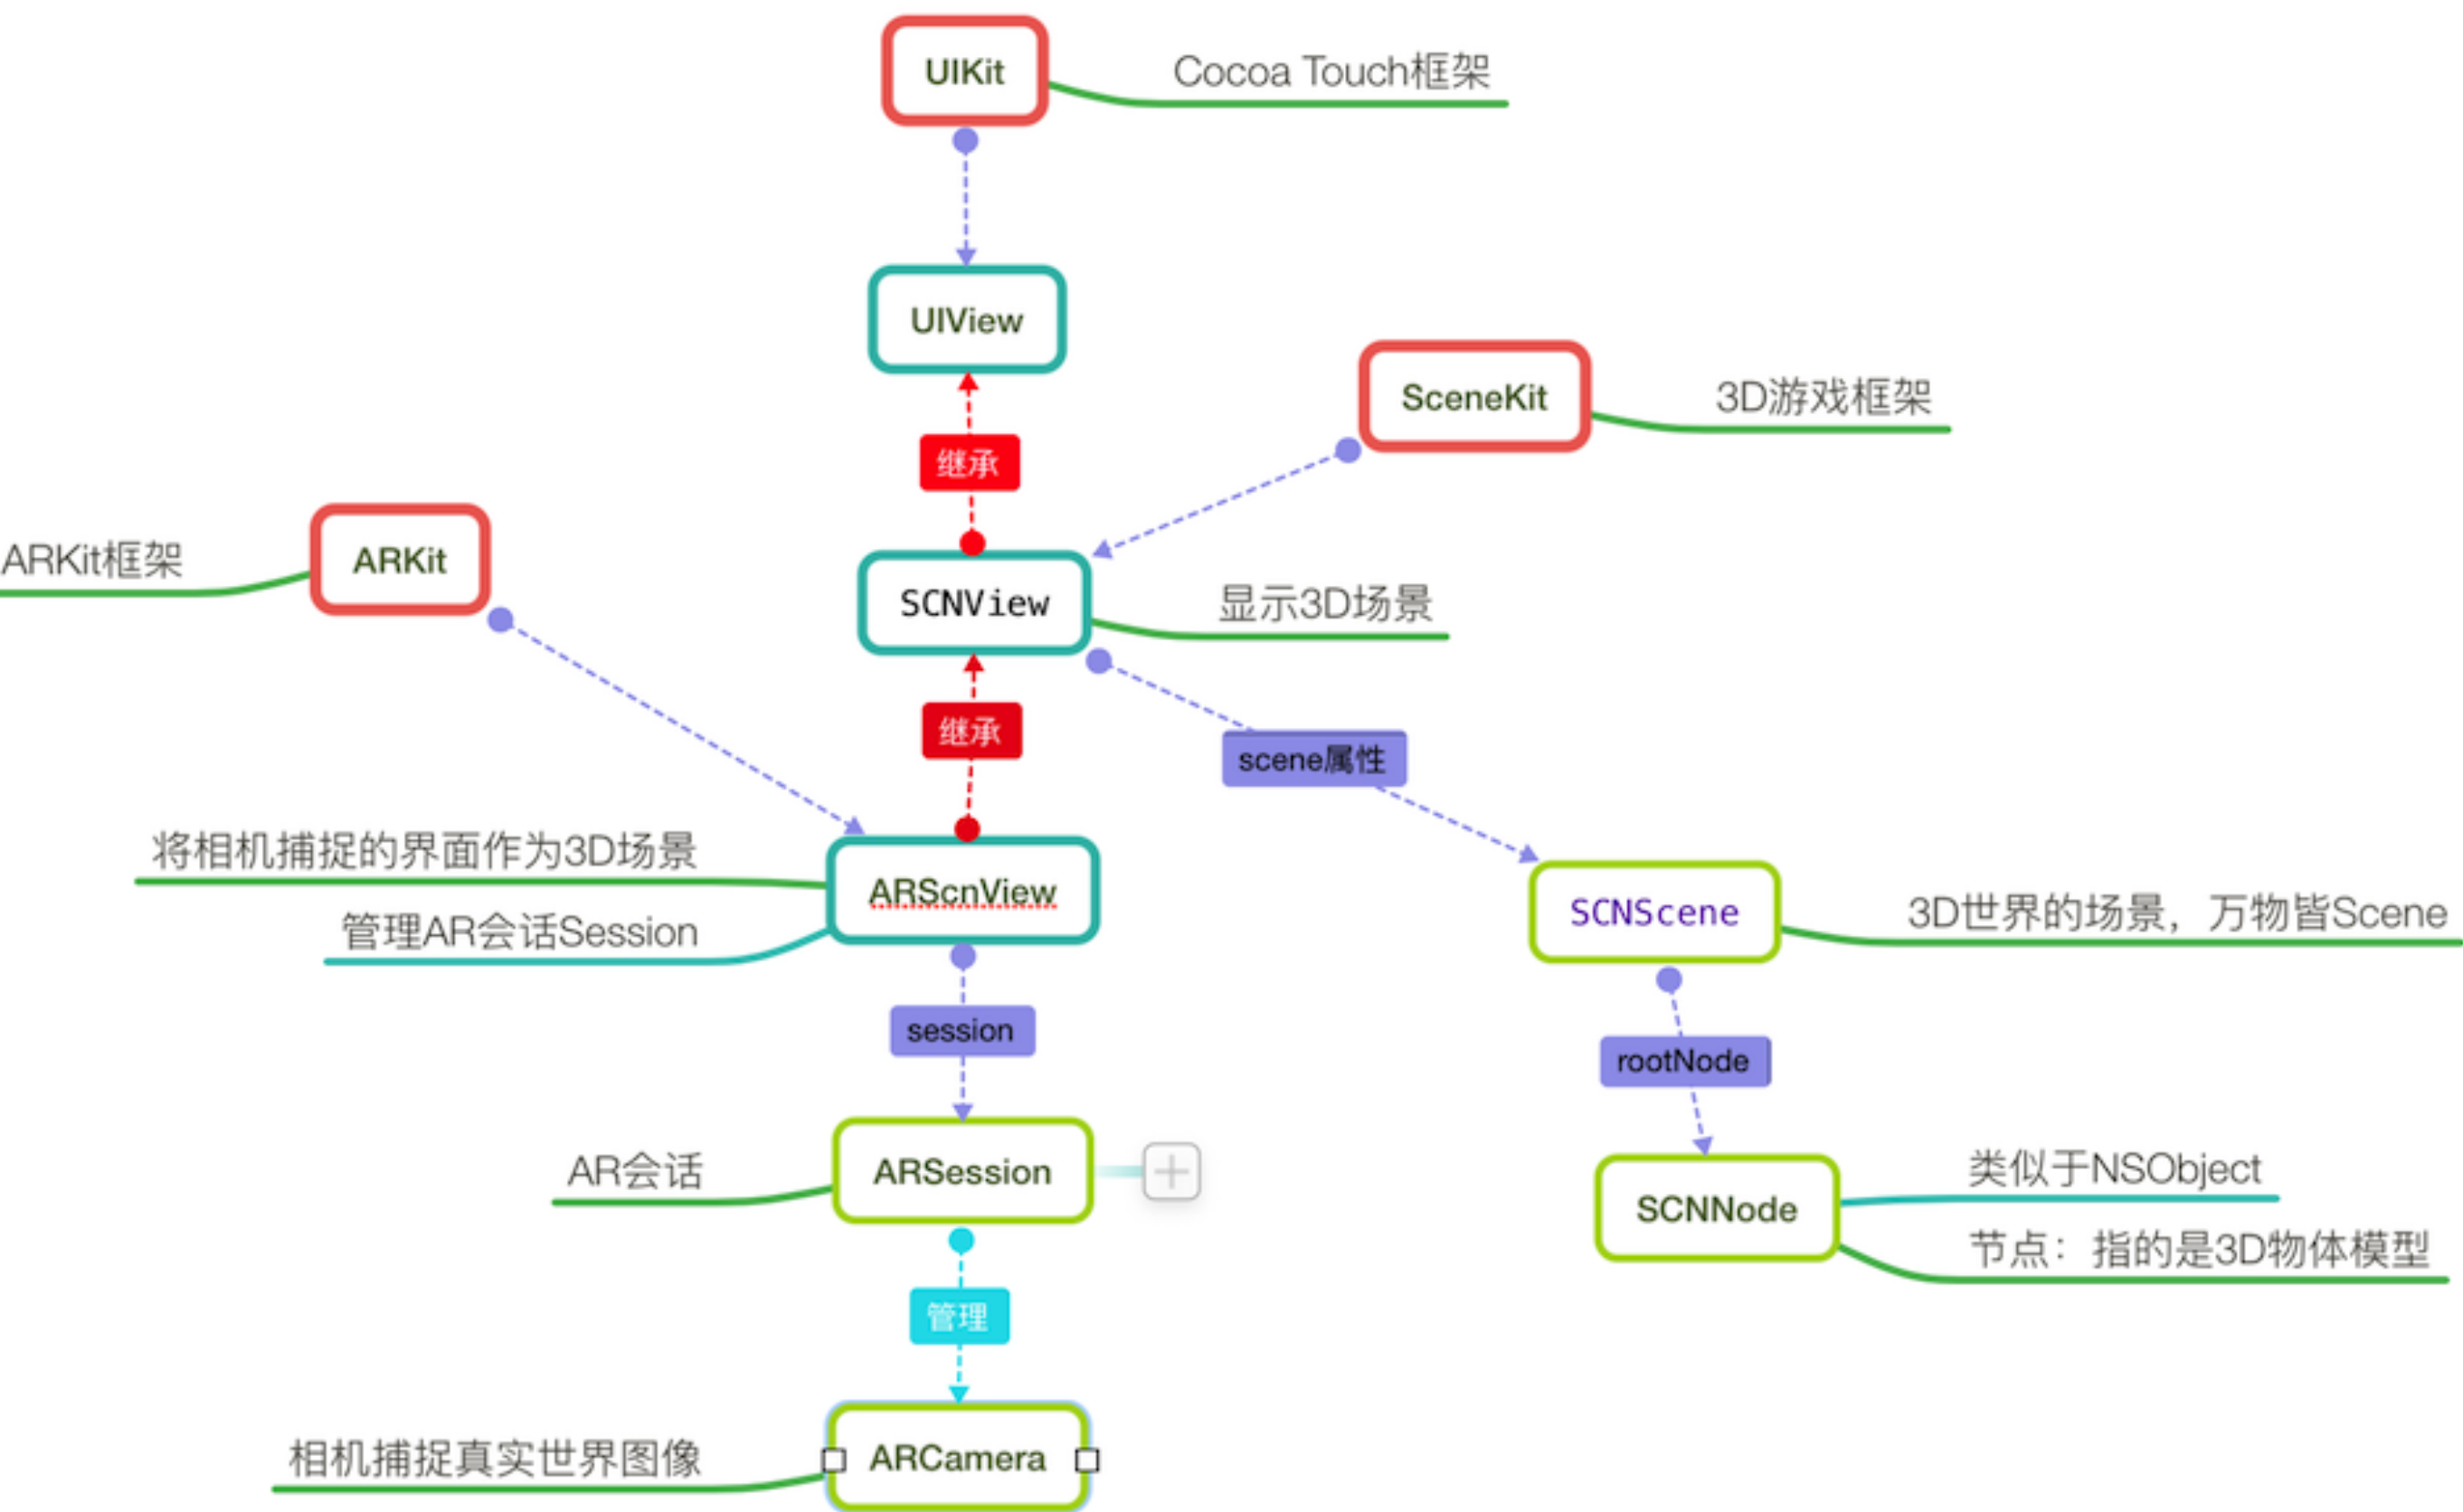 UIKit
Cocoa Touch框架
UIView
SceneKit
3D游戏框架
继承
ARKit框架
ARKit
SCNView
显示3D场景
继承
scene属性
将相机捕捉的界面作为3D场景
管理AR会话Session
ARScnView
SCNScene
3D世界的场景，万物皆Scene
session
rootNode
AR会话
ARSession
SCNNode
类似于NSObject
节点：指的是3D物体模型
管理
相机捕捉真实世界图像
ARCamera